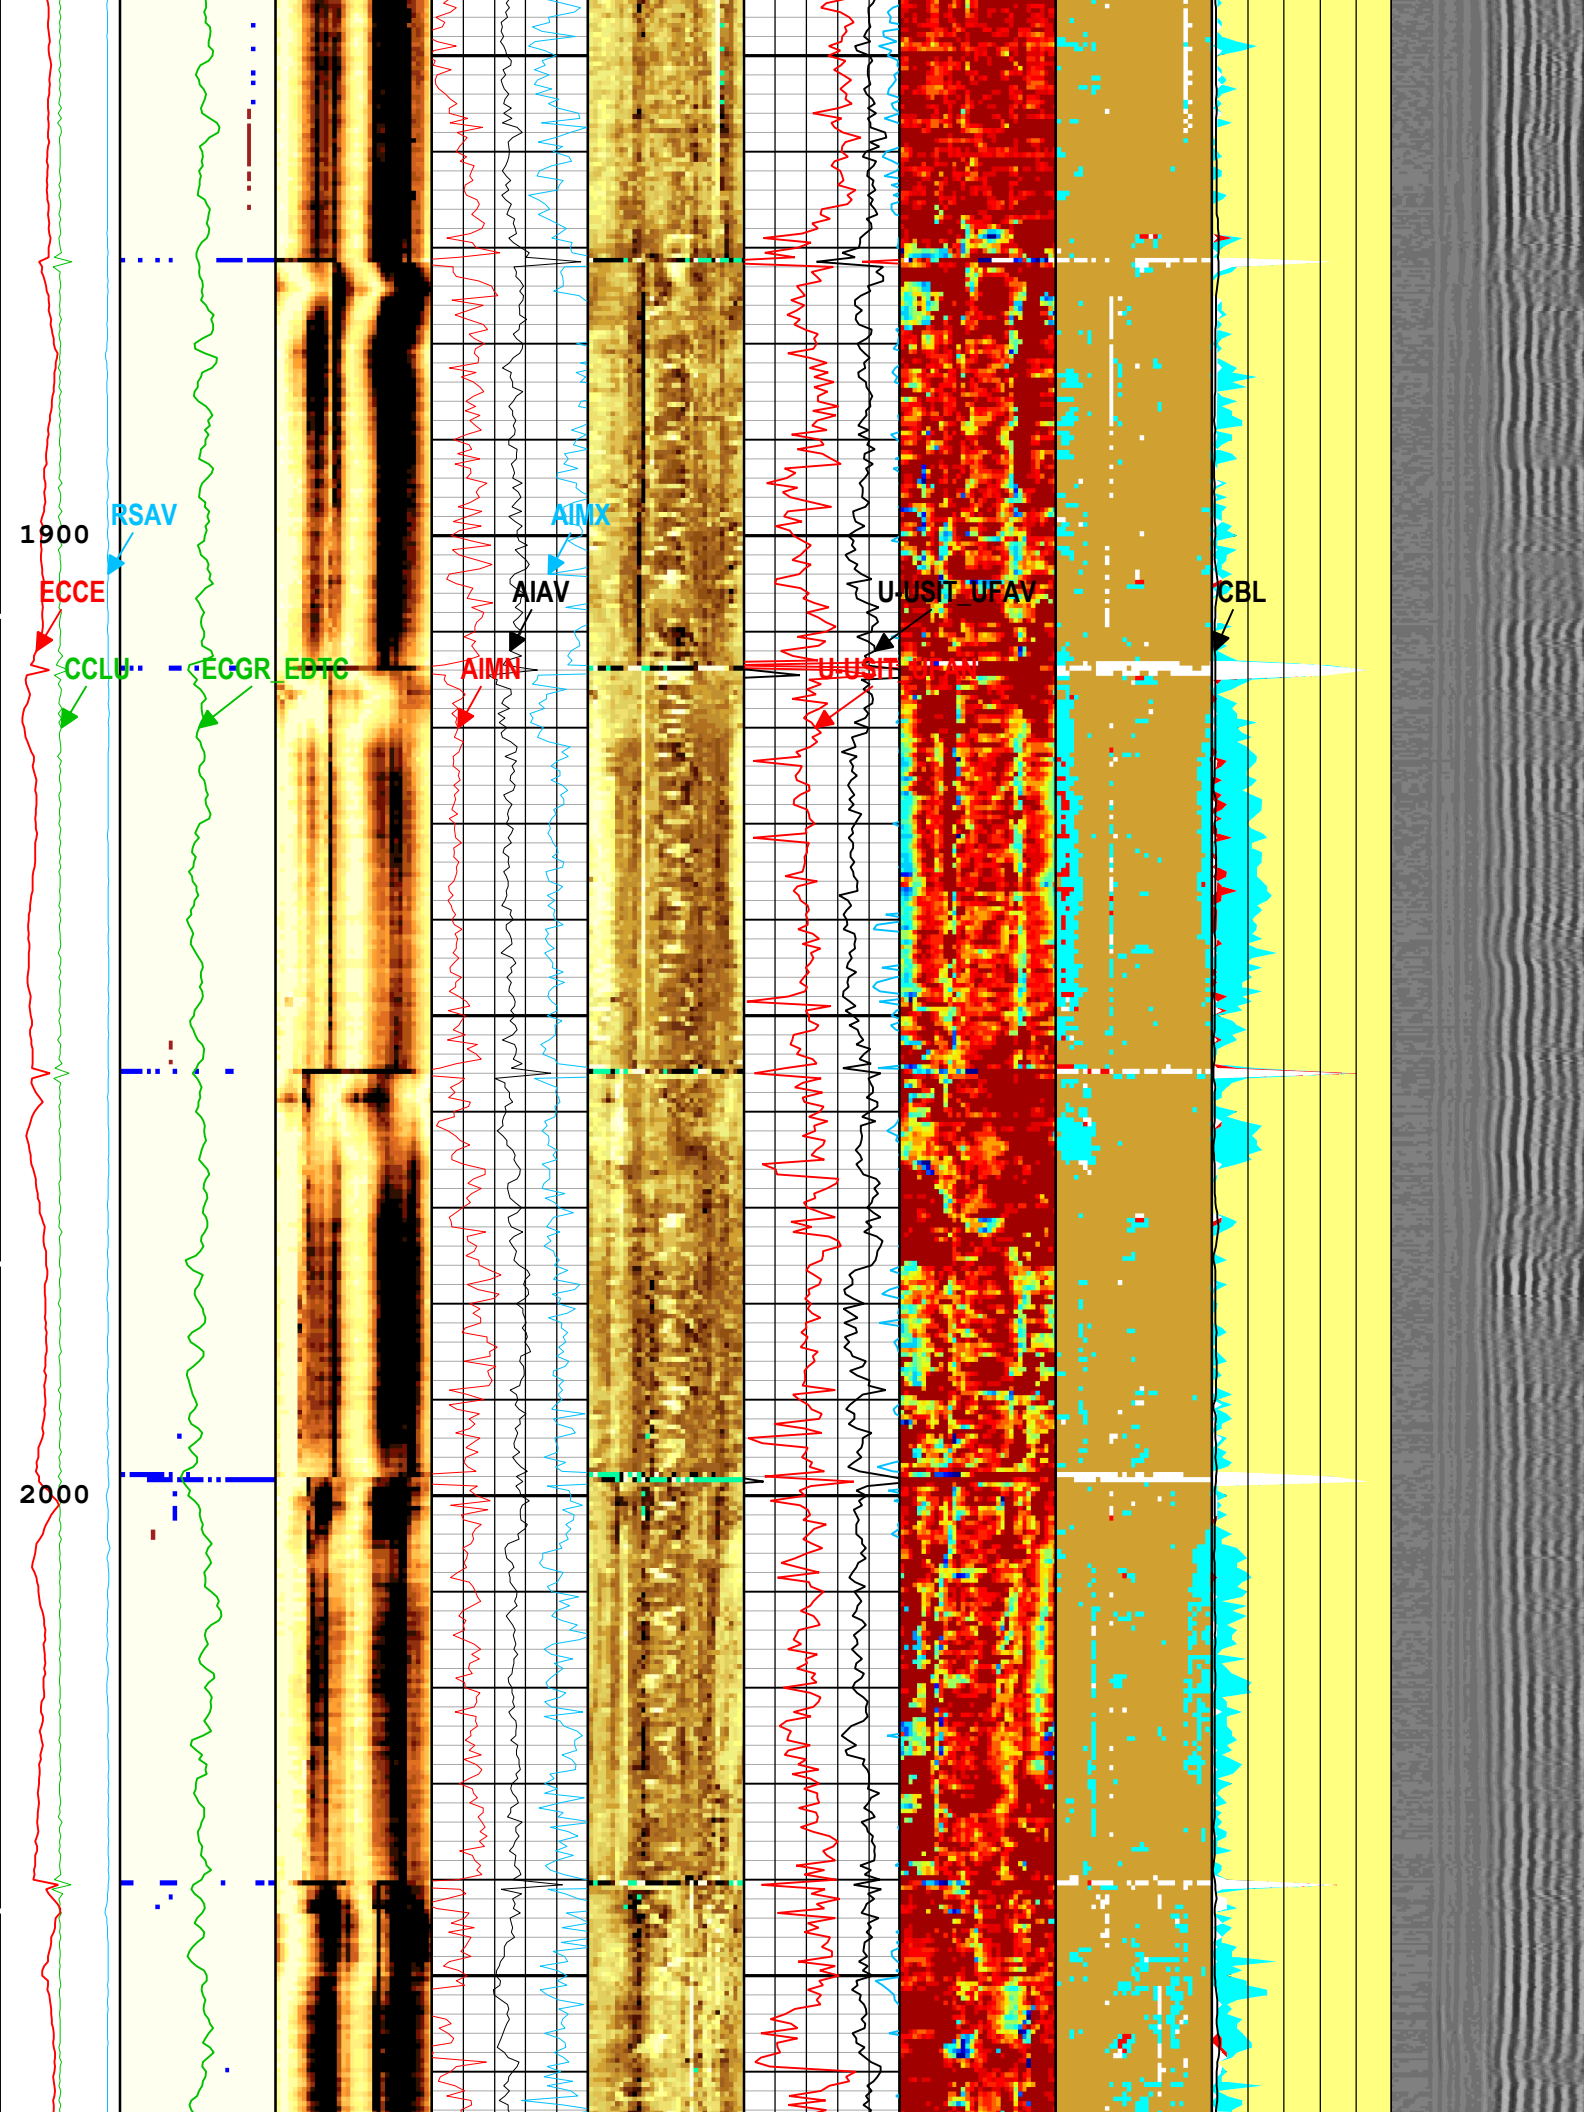 RSAV
AIMX
1900
ECCE
AIAV
U-USIT_UFAV
CBL
CCLU
ECGR_EDTC
AIMN
2000